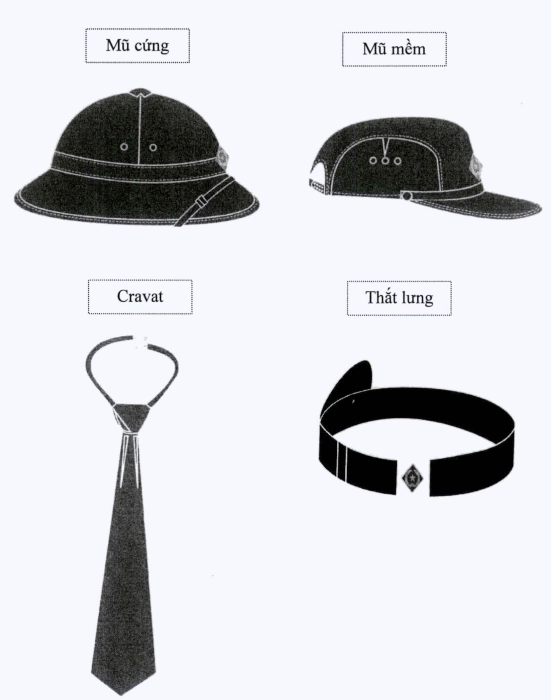 Mũ cứng
Mũ mềm
Cravat
Thắt lưng